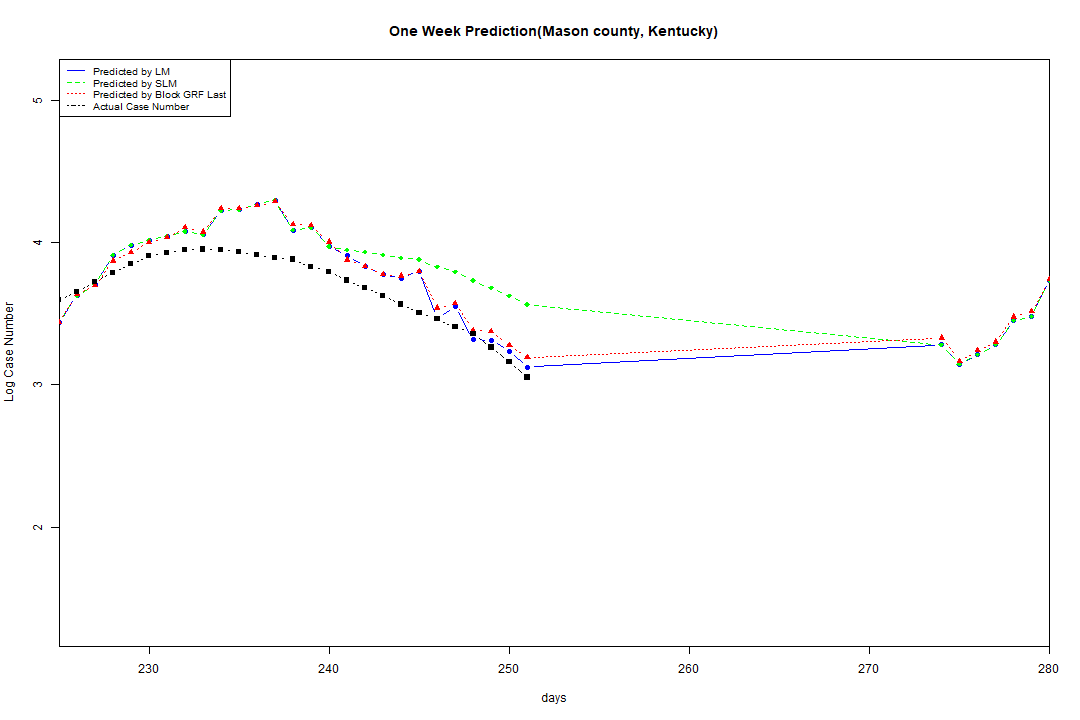 One Week Prediction(Mason county, Kentucky)
Predicted by LM
Predicted by SLM
Predicted by Block GRF Last
Actual Case Number
5
4
3
2
Log Case Number
230 240 250 260 270 280
days